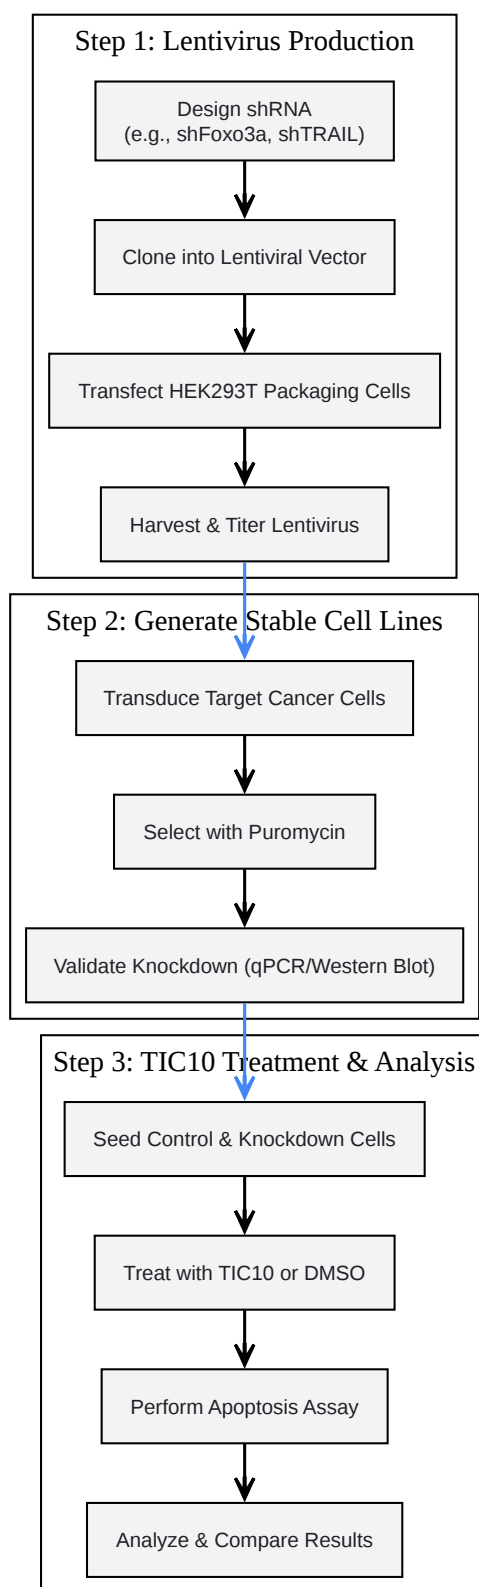 Step 1: Lentivirus Production
Design shRNA
(e.g., shFoxo3a, shTRAIL)
Clone into Lentiviral Vector
Transfect HEK293T Packaging Cells
Harvest & Titer Lentivirus
Step 2: Generate Stable Cell Lines
Transduce Target Cancer Cells
Select with Puromycin
Validate Knockdown (qPCR/Western Blot)
Step 3: TIC10 Treatment & Analysis
Seed Control & Knockdown Cells
Treat with TIC10 or DMSO
Perform Apoptosis Assay
Analyze & Compare Results